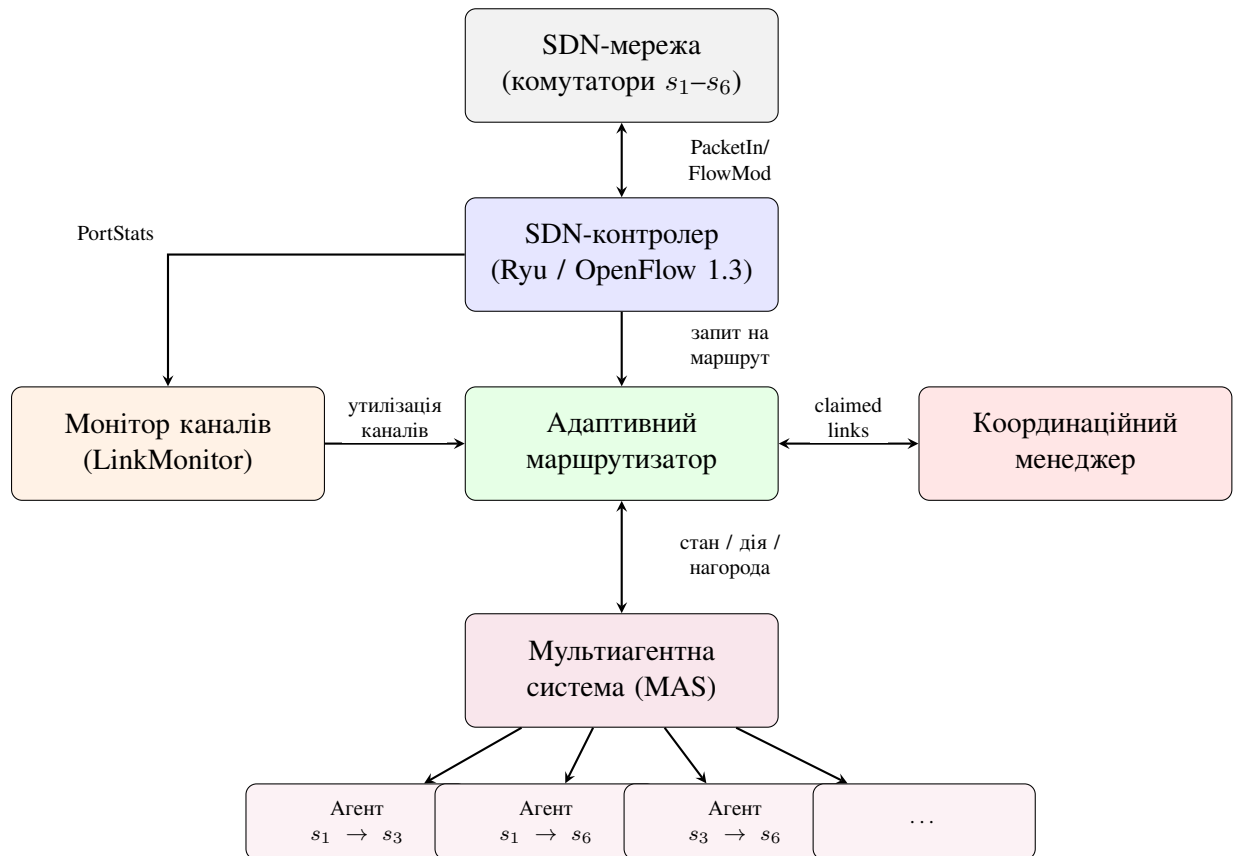 SDN-мережа
(комутатори s₁–s₆)
PacketIn/
FlowMod
PortStats
SDN-контролер
(Ryu / OpenFlow 1.3)
запит на
маршрут
Монітор каналів
(LinkMonitor)
утилізація
каналів
Адаптивний
маршрутизатор
claimed
links
Координаційний
менеджер
стан / дія /
нагорода
Мультиагентна
система (MAS)
Агент
s₁ → s₃
Агент
s₁ → s₆
Агент
s₃ → s₆
...